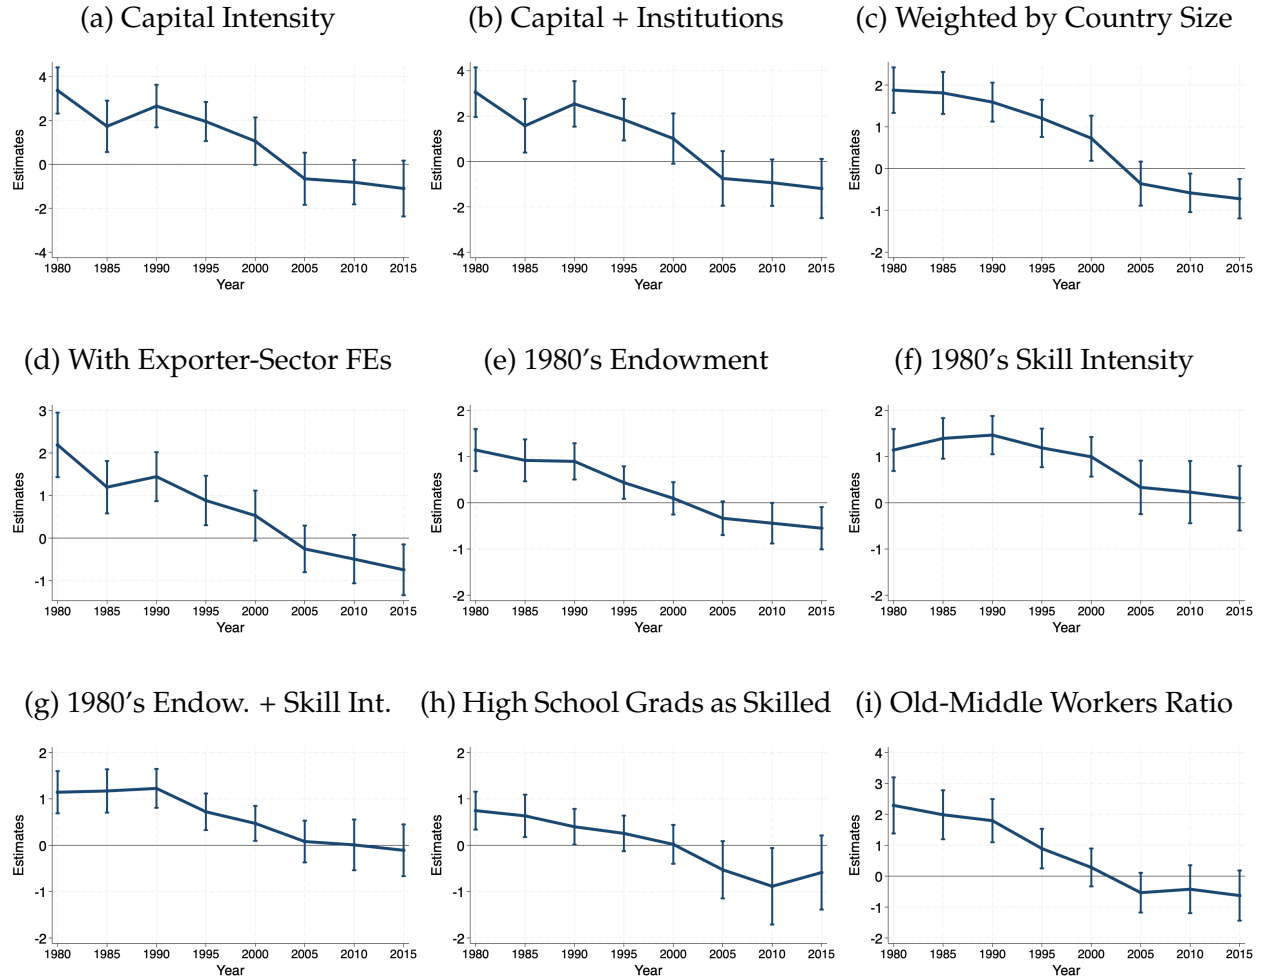 (a) Capital Intensity
4
2
0
-2
-4
Estimates
1980 1985 1990 1995 2000 2005 2010 2015
Year
(b) Capital + Institutions
4
2
0
-2
-4
Estimates
1980 1985 1990 1995 2000 2005 2010 2015
Year
(c) Weighted by Country Size
2
1
0
-1
-2
Estimates
1980 1985 1990 1995 2000 2005 2010 2015
Year
(d) With Exporter-Sector FEs
3
2
1
0
-1
Estimates
1980 1985 1990 1995 2000 2005 2010 2015
Year
(e) 1980's Endowment
2
1
0
-1
-2
Estimates
1980 1985 1990 1995 2000 2005 2010 2015
Year
(f) 1980's Skill Intensity
2
1
0
-1
-2
Estimates
1980 1985 1990 1995 2000 2005 2010 2015
Year
(g) 1980's Endow. + Skill Int.
2
1
0
-1
-2
Estimates
1980 1985 1990 1995 2000 2005 2010 2015
Year
(h) High School Grads as Skilled
2
1
0
-1
-2
Estimates
1980 1985 1990 1995 2000 2005 2010 2015
Year
(i) Old-Middle Workers Ratio
4
3
2
1
0
-1
-2
Estimates
1980 1985 1990 1995 2000 2005 2010 2015
Year